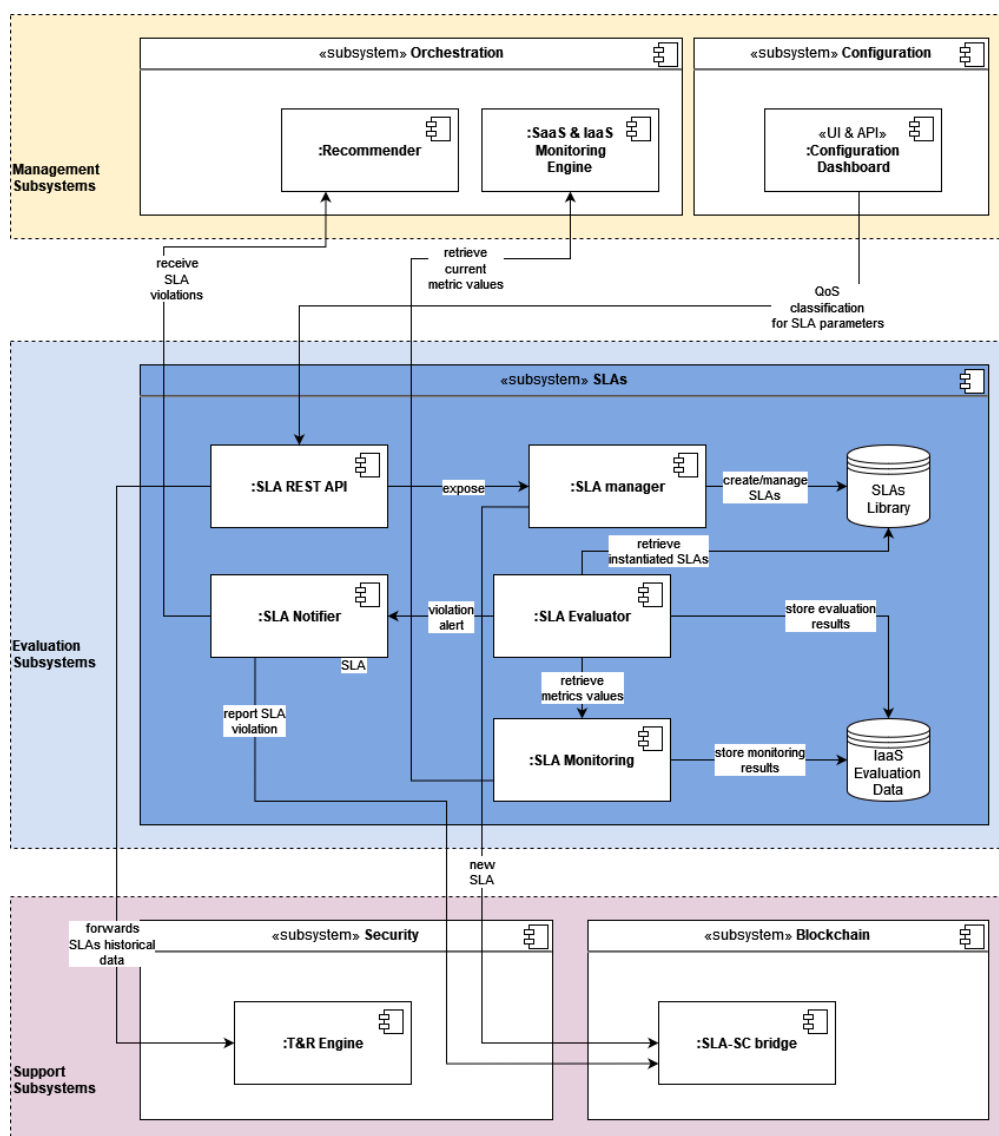 «subsystem» Orchestration
«subsystem» Configuration
:Recommender
:SaaS & IaaS
Monitoring
Engine
«UI & API»
:Configuration
Dashboard
Management
Subsystems
receive
SLA
violations
retrieve
current
metric values
QoS
classification
for SLA parameters
«subsystem» SLAs
:SLA REST API
expose
:SLA manager
create/manage
SLAs
SLAs
Library
retrieve
instantiated SLAs
:SLA Notifier
violation
alert
:SLA Evaluator
store evaluation
results
Evaluation
Subsystems
SLA
retrieve
metrics values
report SLA
violation
:SLA Monitoring
store monitoring
results
IaaS
Evaluation
Data
new
SLA
forwards
SLAs historical
data
«subsystem» Security
«subsystem» Blockchain
:T&R Engine
:SLA-SC bridge
Support
Subsystems